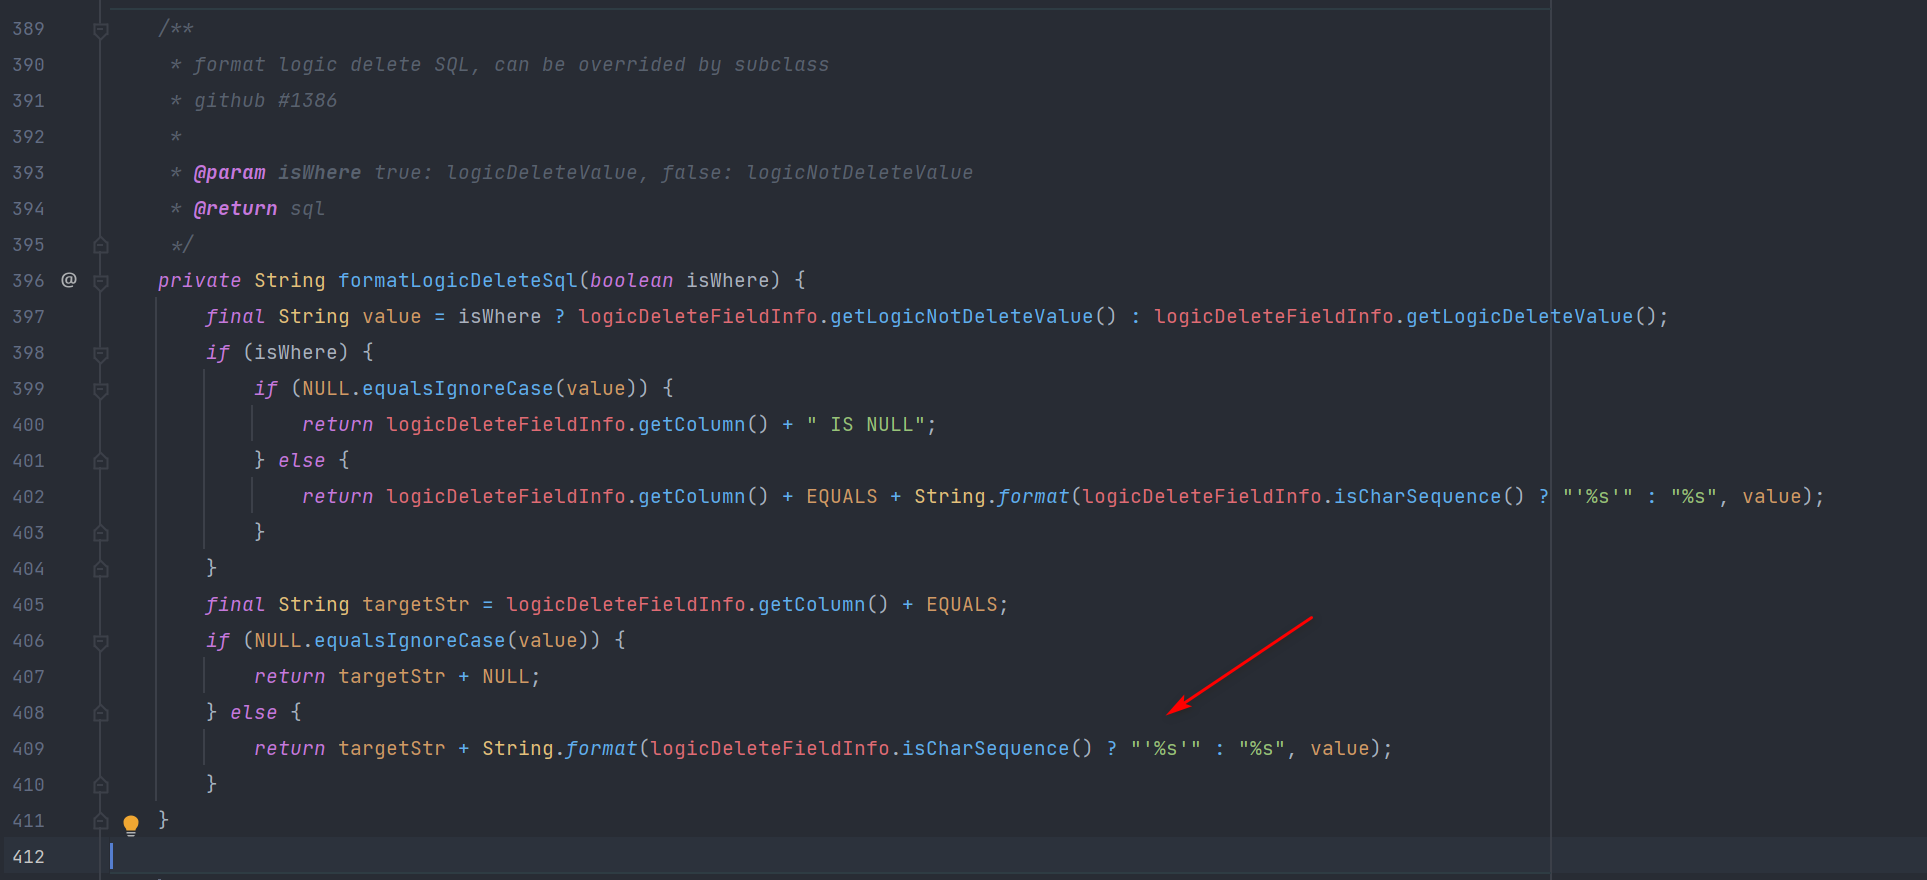 389 /**
390 * format logic delete SQL, can be overrided by subclass
391 * github #1386
392 *
393 * @param isWhere true: logicDeleteValue, false: logicNotDeleteValue
394 * @return sql
395 */
396 @ private String formatLogicDeleteSql(boolean isWhere) {
397 final String value = isWhere ? logicDeleteFieldInfo.getLogicNotDeleteValue() : logicDeleteFieldInfo.getLogicDeleteValue();
398 if (isWhere) {
399 if (NULL.equalsIgnoreCase(value)) {
400 return logicDeleteFieldInfo.getColumn() + " IS NULL";
401 } else {
402 return logicDeleteFieldInfo.getColumn() + EQUALS + String.format(logicDeleteFieldInfo.isCharSequence() ? "'%s'" : "%s", value);
403 }
404 }
405 final String targetStr = logicDeleteFieldInfo.getColumn() + EQUALS;
406 if (NULL.equalsIgnoreCase(value)) {
407 return targetStr + NULL;
408 } else {
409 return targetStr + String.format(logicDeleteFieldInfo.isCharSequence() ? "'%s'" : "%s", value);
410 }
411 }
412